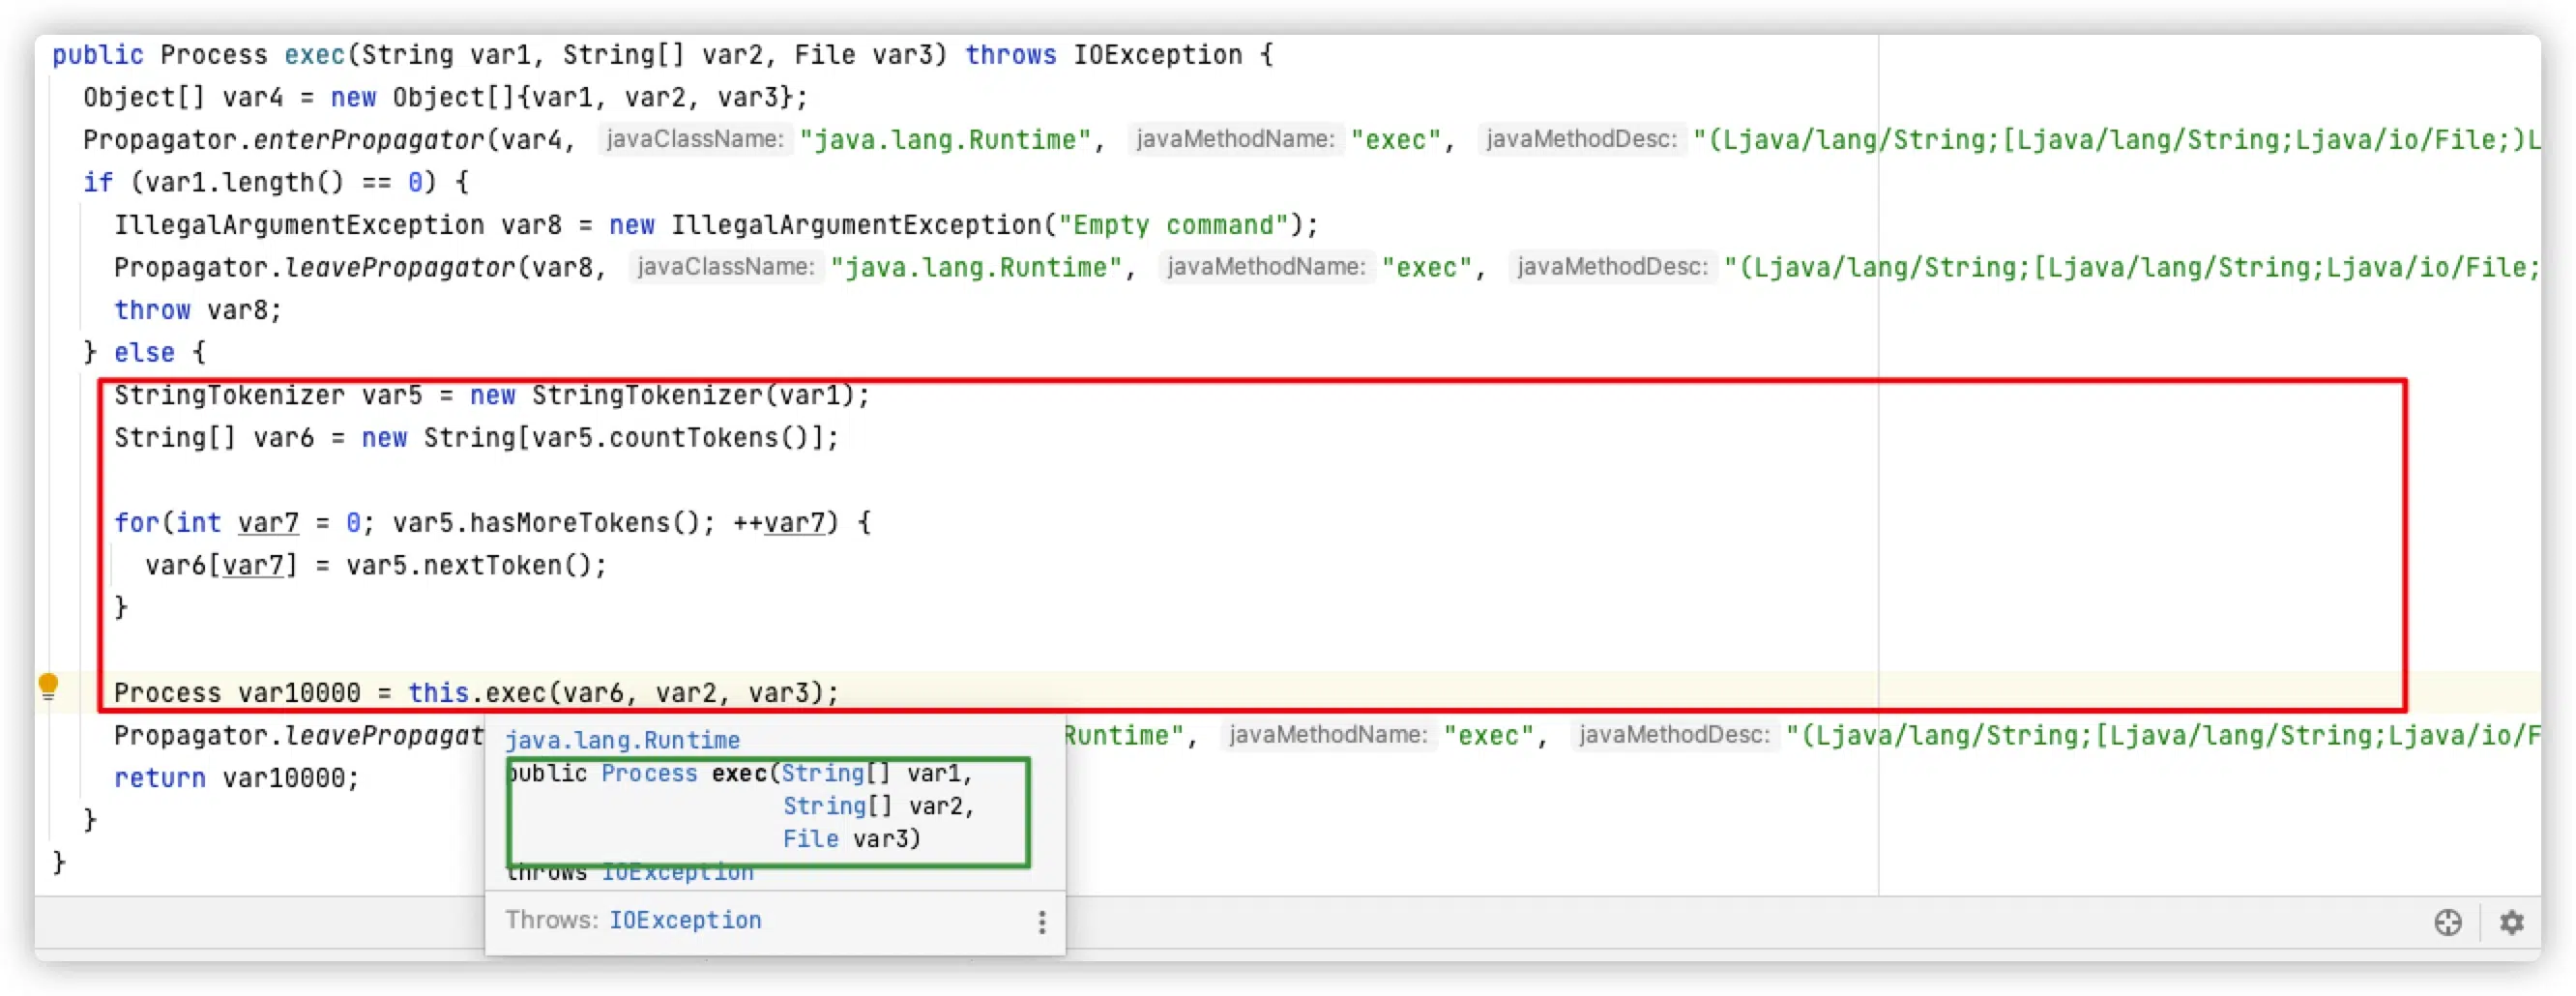 public Process exec(String var1, String[] var2, File var3) throws IOException {
Object[] var4 = new Object[]{var1, var2, var3};
Propagator.enterPropagator(var4, javaClassName: "java.lang.Runtime", javaMethodName: "exec", javaMethodDesc: "(Ljava/lang/String;[Ljava/lang/String;Ljava/io/File;)L
if (var1.length() == 0) {
IllegalArgumentException var8 = new IllegalArgumentException("Empty command");
Propagator.leavePropagator(var8, javaClassName: "java.lang.Runtime", javaMethodName: "exec", javaMethodDesc: "(Ljava/lang/String;[Ljava/lang/String;Ljava/io/File;
throw var8;
} else {
StringTokenizer var5 = new StringTokenizer(var1);
String[] var6 = new String[var5.countTokens()];
for(int var7 = 0; var5.hasMoreTokens(); ++var7) {
var6[var7] = var5.nextToken();
}
Process var10000 = this.exec(var6, var2, var3);
Propagator.leavePropagat Runtime", javaMethodName: "exec", javaMethodDesc: "(Ljava/lang/String;[Ljava/lang/String;Ljava/io/F
return var10000;
}
}
java.lang.Runtime
public Process exec(String[] var1,
String[] var2,
File var3)
throws IOException
Throws: IOException